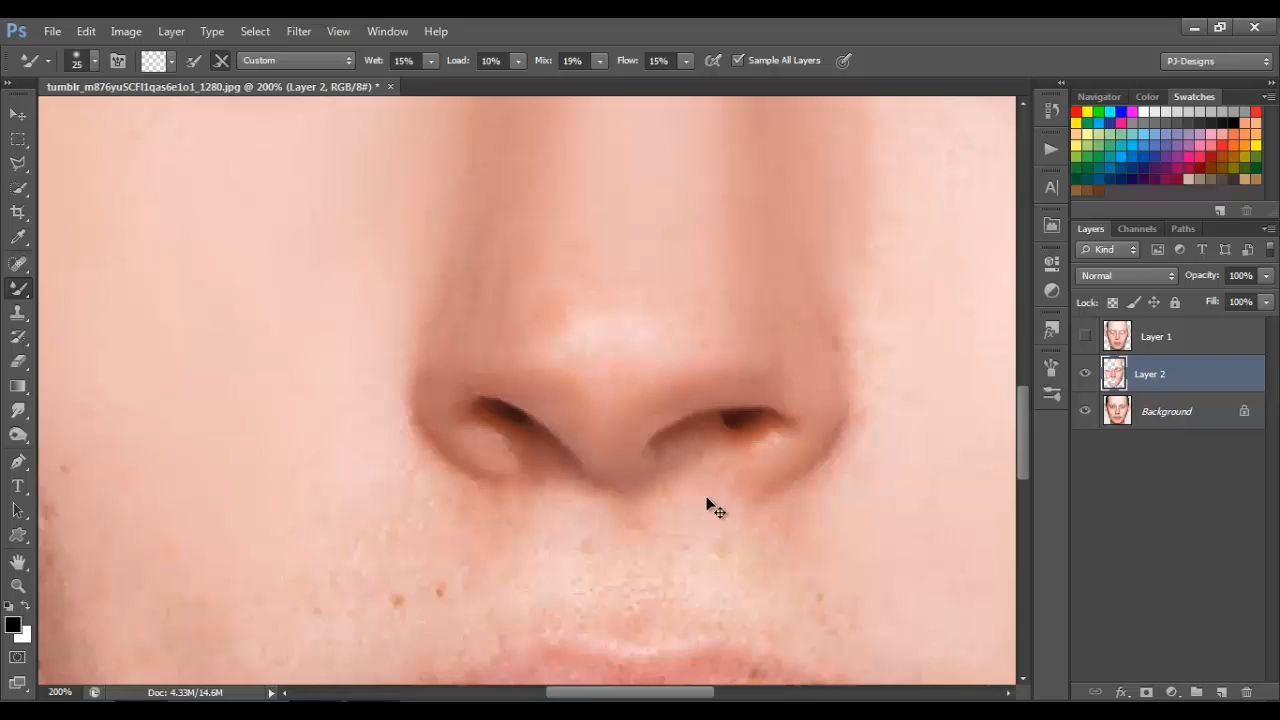 Ps File Edit Image Layer Type Select Filter View Window Help
25 Custom Wet: 15% Load: 10% Mix: 19% Flow: 15% Sample All Layers PJ-Designs
tumblr_m876yuSCFl1qas6e1o1_1280.jpg @ 200% (Layer 2, RGB/8#) *
Navigator Color Swatches
Layers Channels Paths
Kind
Normal Opacity: 100%
Lock: Fill: 100%
Layer 1
Layer 2
Background
200% Doc: 4.33M/14.6M